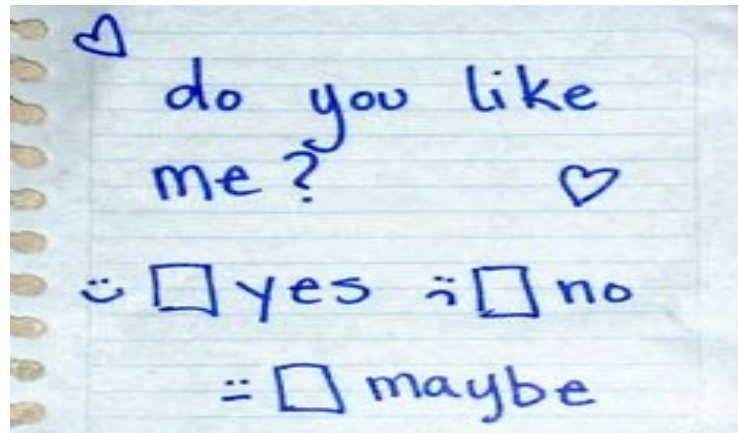 do you like
me?
☐ yes ☐ no
☐ maybe